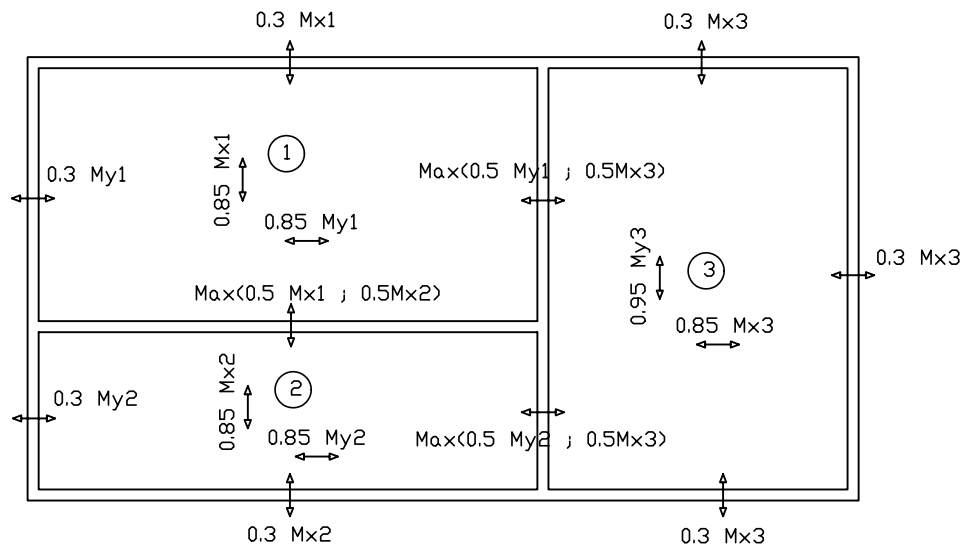 0.3 Mx1
0.3 Mx3
0.85 Mx1
1
0.3 My1
Max(0.5 My1 ; 0.5Mx3)
0.85 My1
0.95 My3
3
0.3 Mx3
Max(0.5 Mx1 ; 0.5Mx2)
0.85 Mx3
0.85 Mx2
2
0.3 My2
0.85 My2
Max(0.5 My2 ; 0.5Mx3)
0.3 Mx2
0.3 Mx3